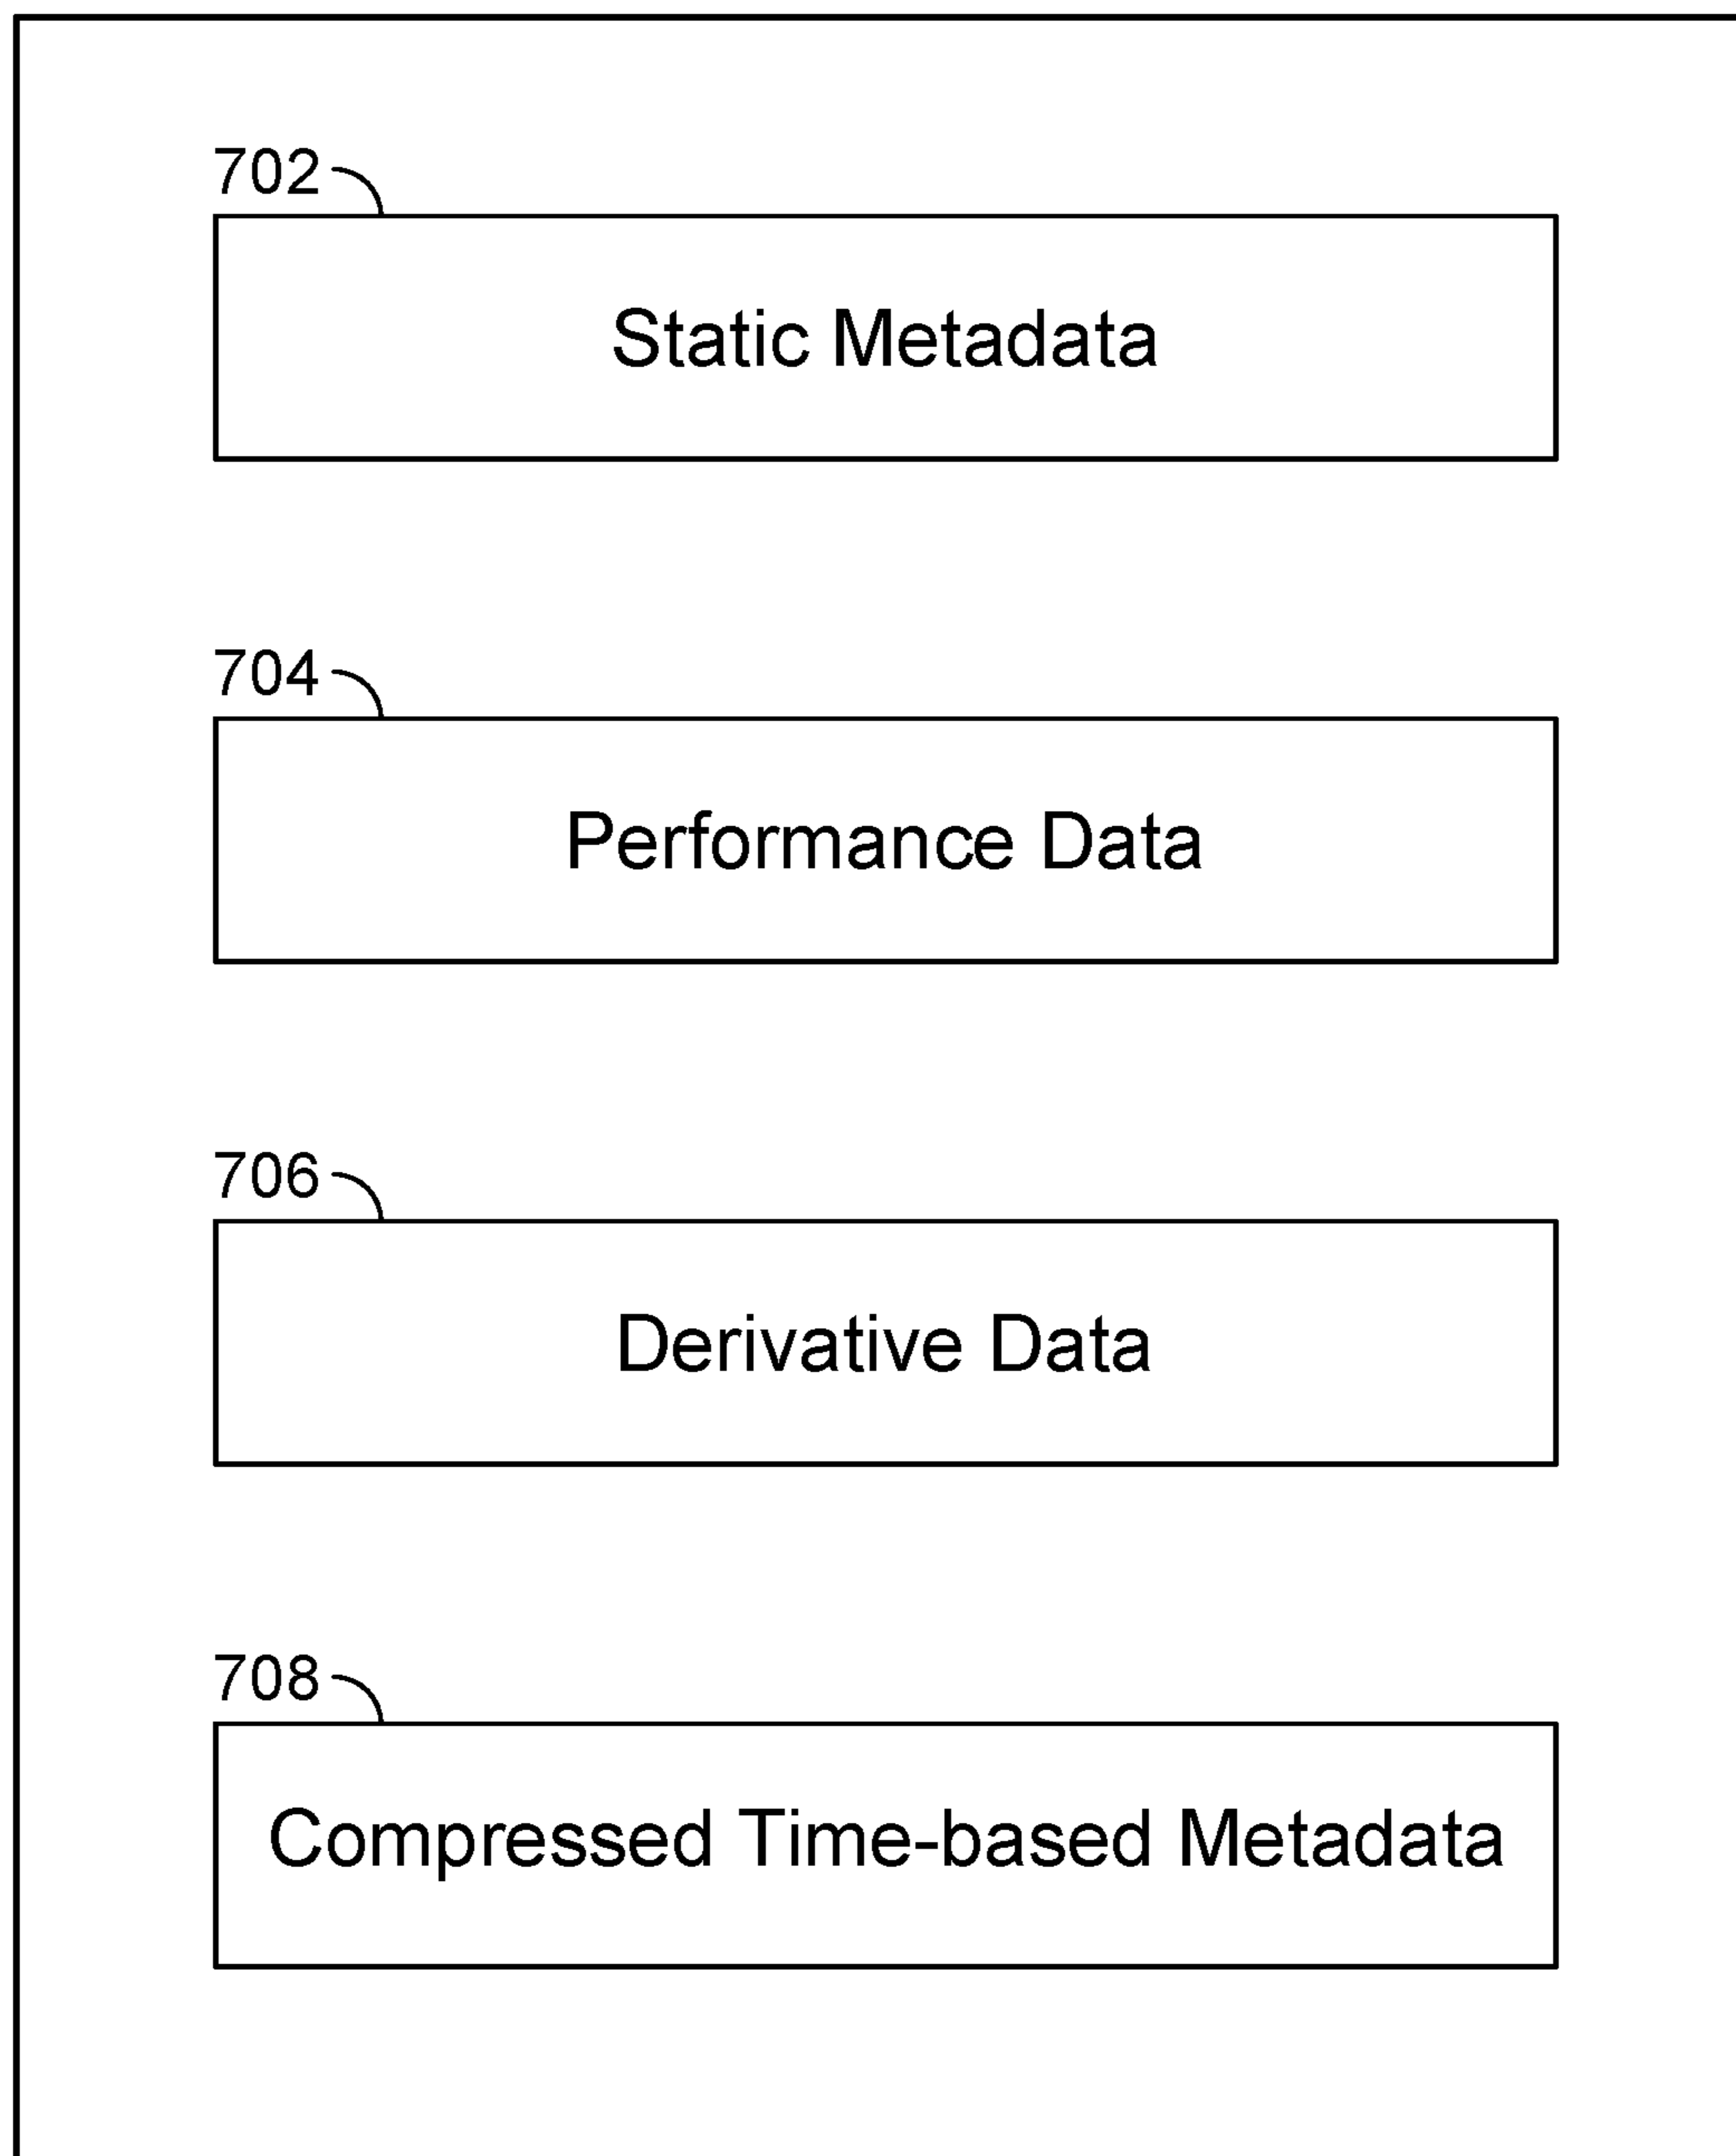 702
Static Metadata
704
Performance Data
706
Derivative Data
708
Compressed Time-based Metadata